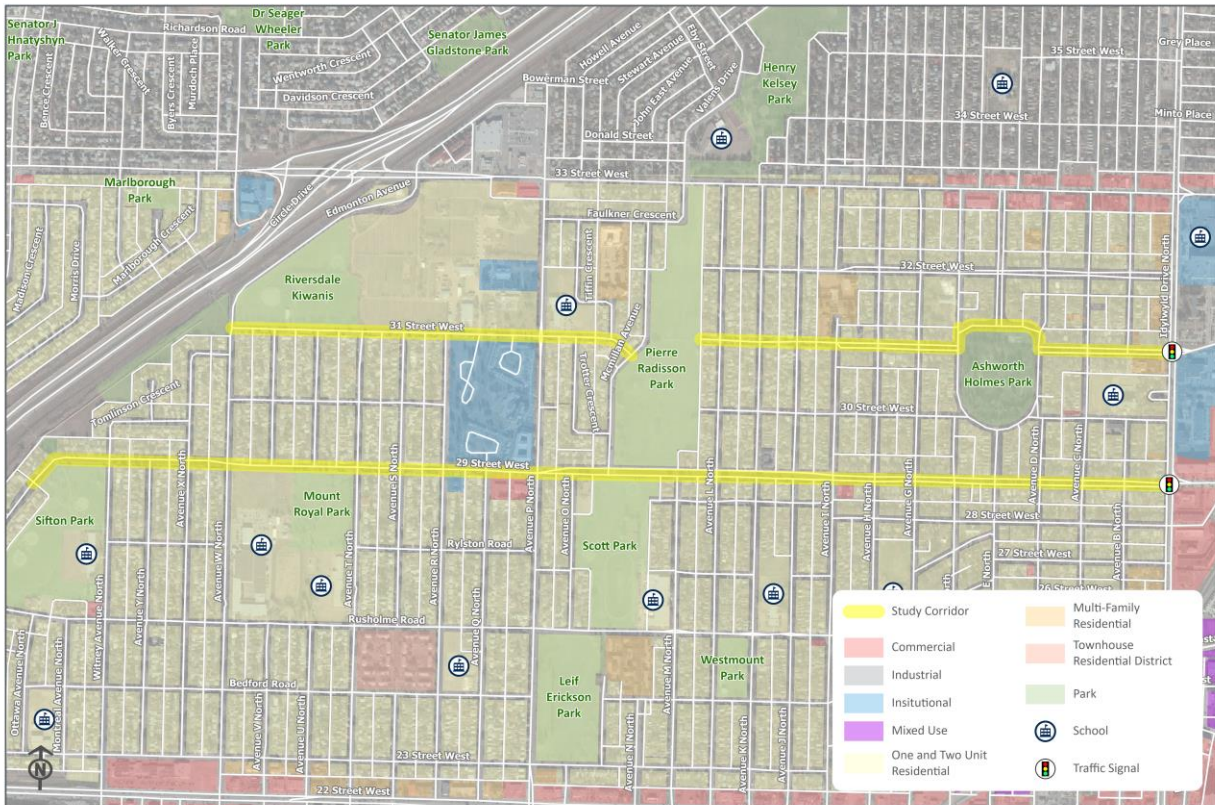 Senator J
Hnatyshyn
Park
Walker Crescent
Bence Crescent
Byers Crescent
Murdoch Place
Richardson Road
Dr Seager
Wheeler
Park
Wentworth Crescent
Davidson Crescent
Senator James
Gladstone Park
Bowerman Street
Howell Avenue
Stewart Avenue
Eby Street
John East Avenue
Valens Drive
Donald Street
Henry
Kelsey
Park
35 Street West
Grey Place
34 Street West
Minto Place
33 Street West
Marlborough
Park
Circle Drive
Edmonton Avenue
Madison Crescent
Morris Drive
Marlborough Crescent
Faulkner Crescent
Riversdale
Kiwanis
Tiffin Crescent
32 Street West
Idylwyld Drive North
31 Street West
Mcmillan Avenue
Trotter Crescent
Pierre
Radisson
Park
Ashworth
Holmes Park
Tomlinson Crescent
30 Street West
29 Street West
Avenue X North
Avenue S North
Avenue L North
Avenue G North
Avenue D North
Avenue C North
Sifton Park
Mount
Royal Park
Avenue P North
Avenue O North
Avenue I North
Avenue H North
28 Street West
Scott Park
Rylston Road
27 Street West
Avenue W North
Avenue T North
Avenue R North
Avenue B North
E North
North
26 Street West
Witney Avenue North
Avenue Y North
Avenue Q North
Rusholme Road
Bedford Road
Leif
Erickson
Park
Westmount
Park
Avenue M North
Ottawa Avenue North
Montreal Avenue North
Avenue V North
Avenue U North
23 Street West
Avenue N North
Avenue K North
Avenue J North
22 Street West
N
Study Corridor
Commercial
Industrial
Insitutional
Mixed Use
One and Two Unit
Residential
Multi-Family
Residential
Townhouse
Residential District
Park
School
Traffic Signal